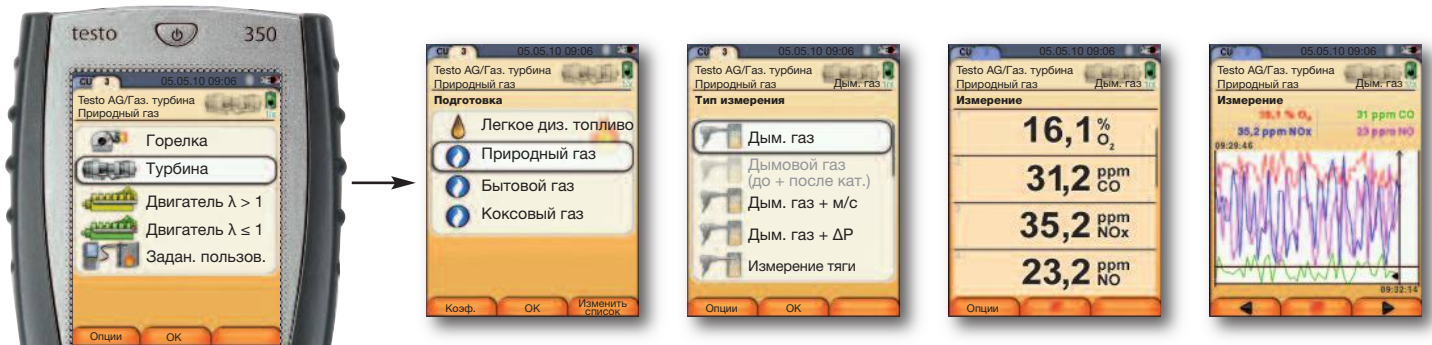 testo 350
CU 3 05.05.10 09:06
Testo AG/Газ. турбина
Природный газ
Горелка
Турбина
Двигатель λ > 1
Двигатель λ ≤ 1
Задан. пользов.
Опции OK
CU 3 05.05.10 09:06
Testo AG/Газ. турбина
Природный газ
Подготовка
Легкое диз. топливо
Природный газ
Бытовой газ
Коксовый газ
Коэф. OK Изменить
список
CU 3 05.05.10 09:06
Testo AG/Газ. турбина
Природный газ Дым. газ
Тип измерения
Дым. газ
Дымовой газ
(до + после кат.)
Дым. газ + м/с
Дым. газ + ΔP
Измерение тяги
Опции OK
CU 05.05.10 09:06
Testo AG/Газ. турбина
Природный газ Дым. газ
Измерение
16,1 % O₂
31,2 ppm CO
35,2 ppm NOx
23,2 ppm NO
Опции
CU 05.05.10 09:06
Testo AG/Газ. турбина
Природный газ Дым. газ
Измерение
% O₂ 31 ppm CO
35,2 ppm NOx 23 ppm NO
09:29:46
09:32:14